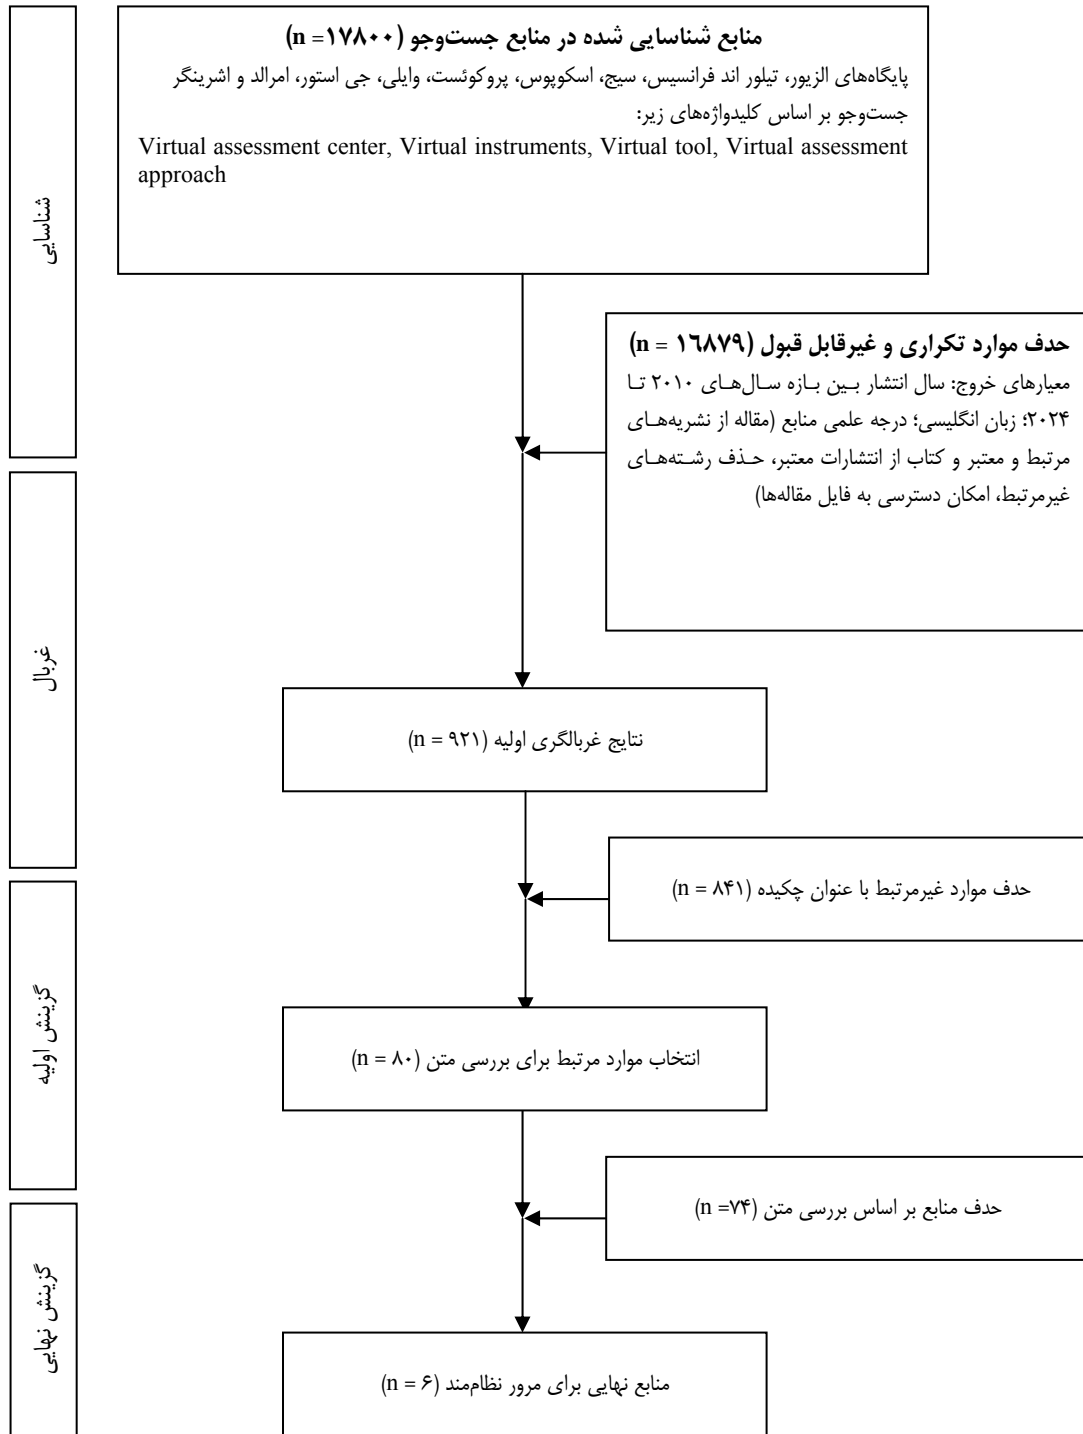 منابع شناسایی شده در منابع جست‌وجو (n =۱۷۸۰۰)
پایگاه‌های الزیور، تیلور اند فرانسیس، سیج، اسکوپوس، پروکوئست، وایلی، جی استور، امرالد و اشرینگر
جست‌وجو بر اساس کلیدواژه‌های زیر:
Virtual assessment center, Virtual instruments, Virtual tool, Virtual assessment
approach
شناسایی
حذف موارد تکراری و غیرقابل قبول (n = ۱۶۸۷۹)
معیارهای خروج: سال انتشار بین بازه سال‌های ۲۰۱۰ تا
۲۰۲۴؛ زبان انگلیسی؛ درجه علمی منابع (مقاله از نشریه‌های
مرتبط و معتبر و کتاب از انتشارات معتبر، حذف رشته‌های
غیرمرتبط، امکان دسترسی به فایل مقاله‌ها)
غربال
نتایج غربالگری اولیه (n = ۹۲۱)
حذف موارد غیرمرتبط با عنوان چکیده (n = ۸۴۱)
گزینش اولیه
انتخاب موارد مرتبط برای بررسی متن (n = ۸۰)
حذف منابع بر اساس بررسی متن (n =۷۴)
گزینش نهایی
منابع نهایی برای مرور نظام‌مند (n = ۶)